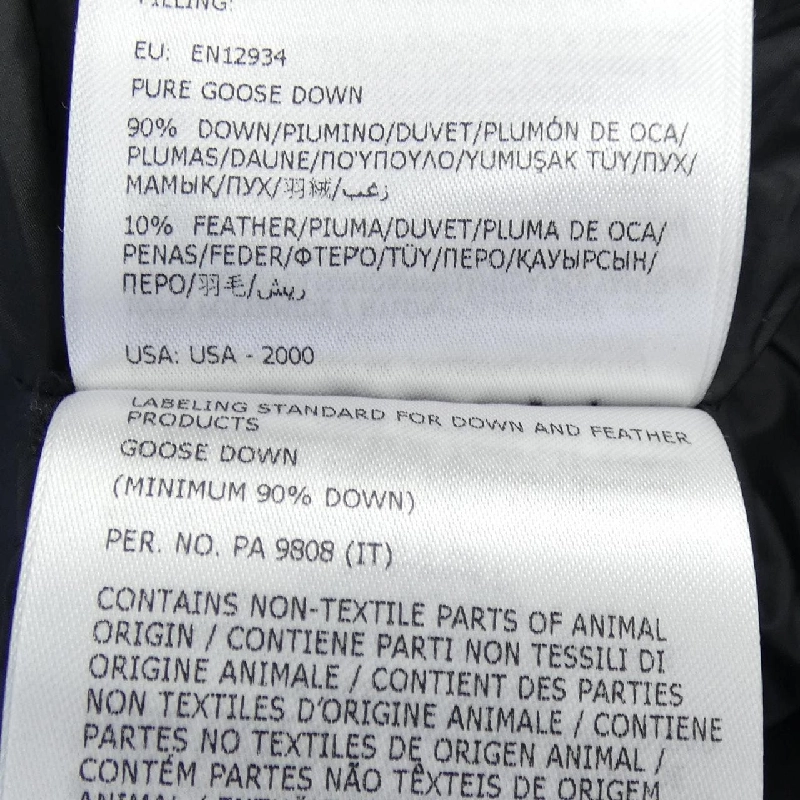 FILLING:
EU: EN12934
PURE GOOSE DOWN
90% DOWN/PIUMINO/DUVET/PLUMÓN DE OCA/
PLUMAS/DAUNE/ΠΟΎΠΟΥΛΟ/YUMUŞAK TÜY/ПУХ/
МАМЫҚ/ПУХ/羽絨/زغب
10% FEATHER/PIUMA/DUVET/PLUMA DE OCA/
PENAS/FEDER/ΦΤΕΡΌ/TÜY/ПЕРО/ҚАУЫРСЫН/
ПЕРО/羽毛/ريش
USA: USA - 2000
LABELING STANDARD FOR DOWN AND FEATHER
PRODUCTS
GOOSE DOWN
(MINIMUM 90% DOWN)
PER. NO. PA 9808 (IT)
CONTAINS NON-TEXTILE PARTS OF ANIMAL
ORIGIN / CONTIENE PARTI NON TESSILI DI
ORIGINE ANIMALE / CONTIENT DES PARTIES
NON TEXTILES D'ORIGINE ANIMALE / CONTIENE
PARTES NO TEXTILES DE ORIGEN ANIMAL /
CONTÉM PARTES NÃO TÊXTEIS DE ORIGEM